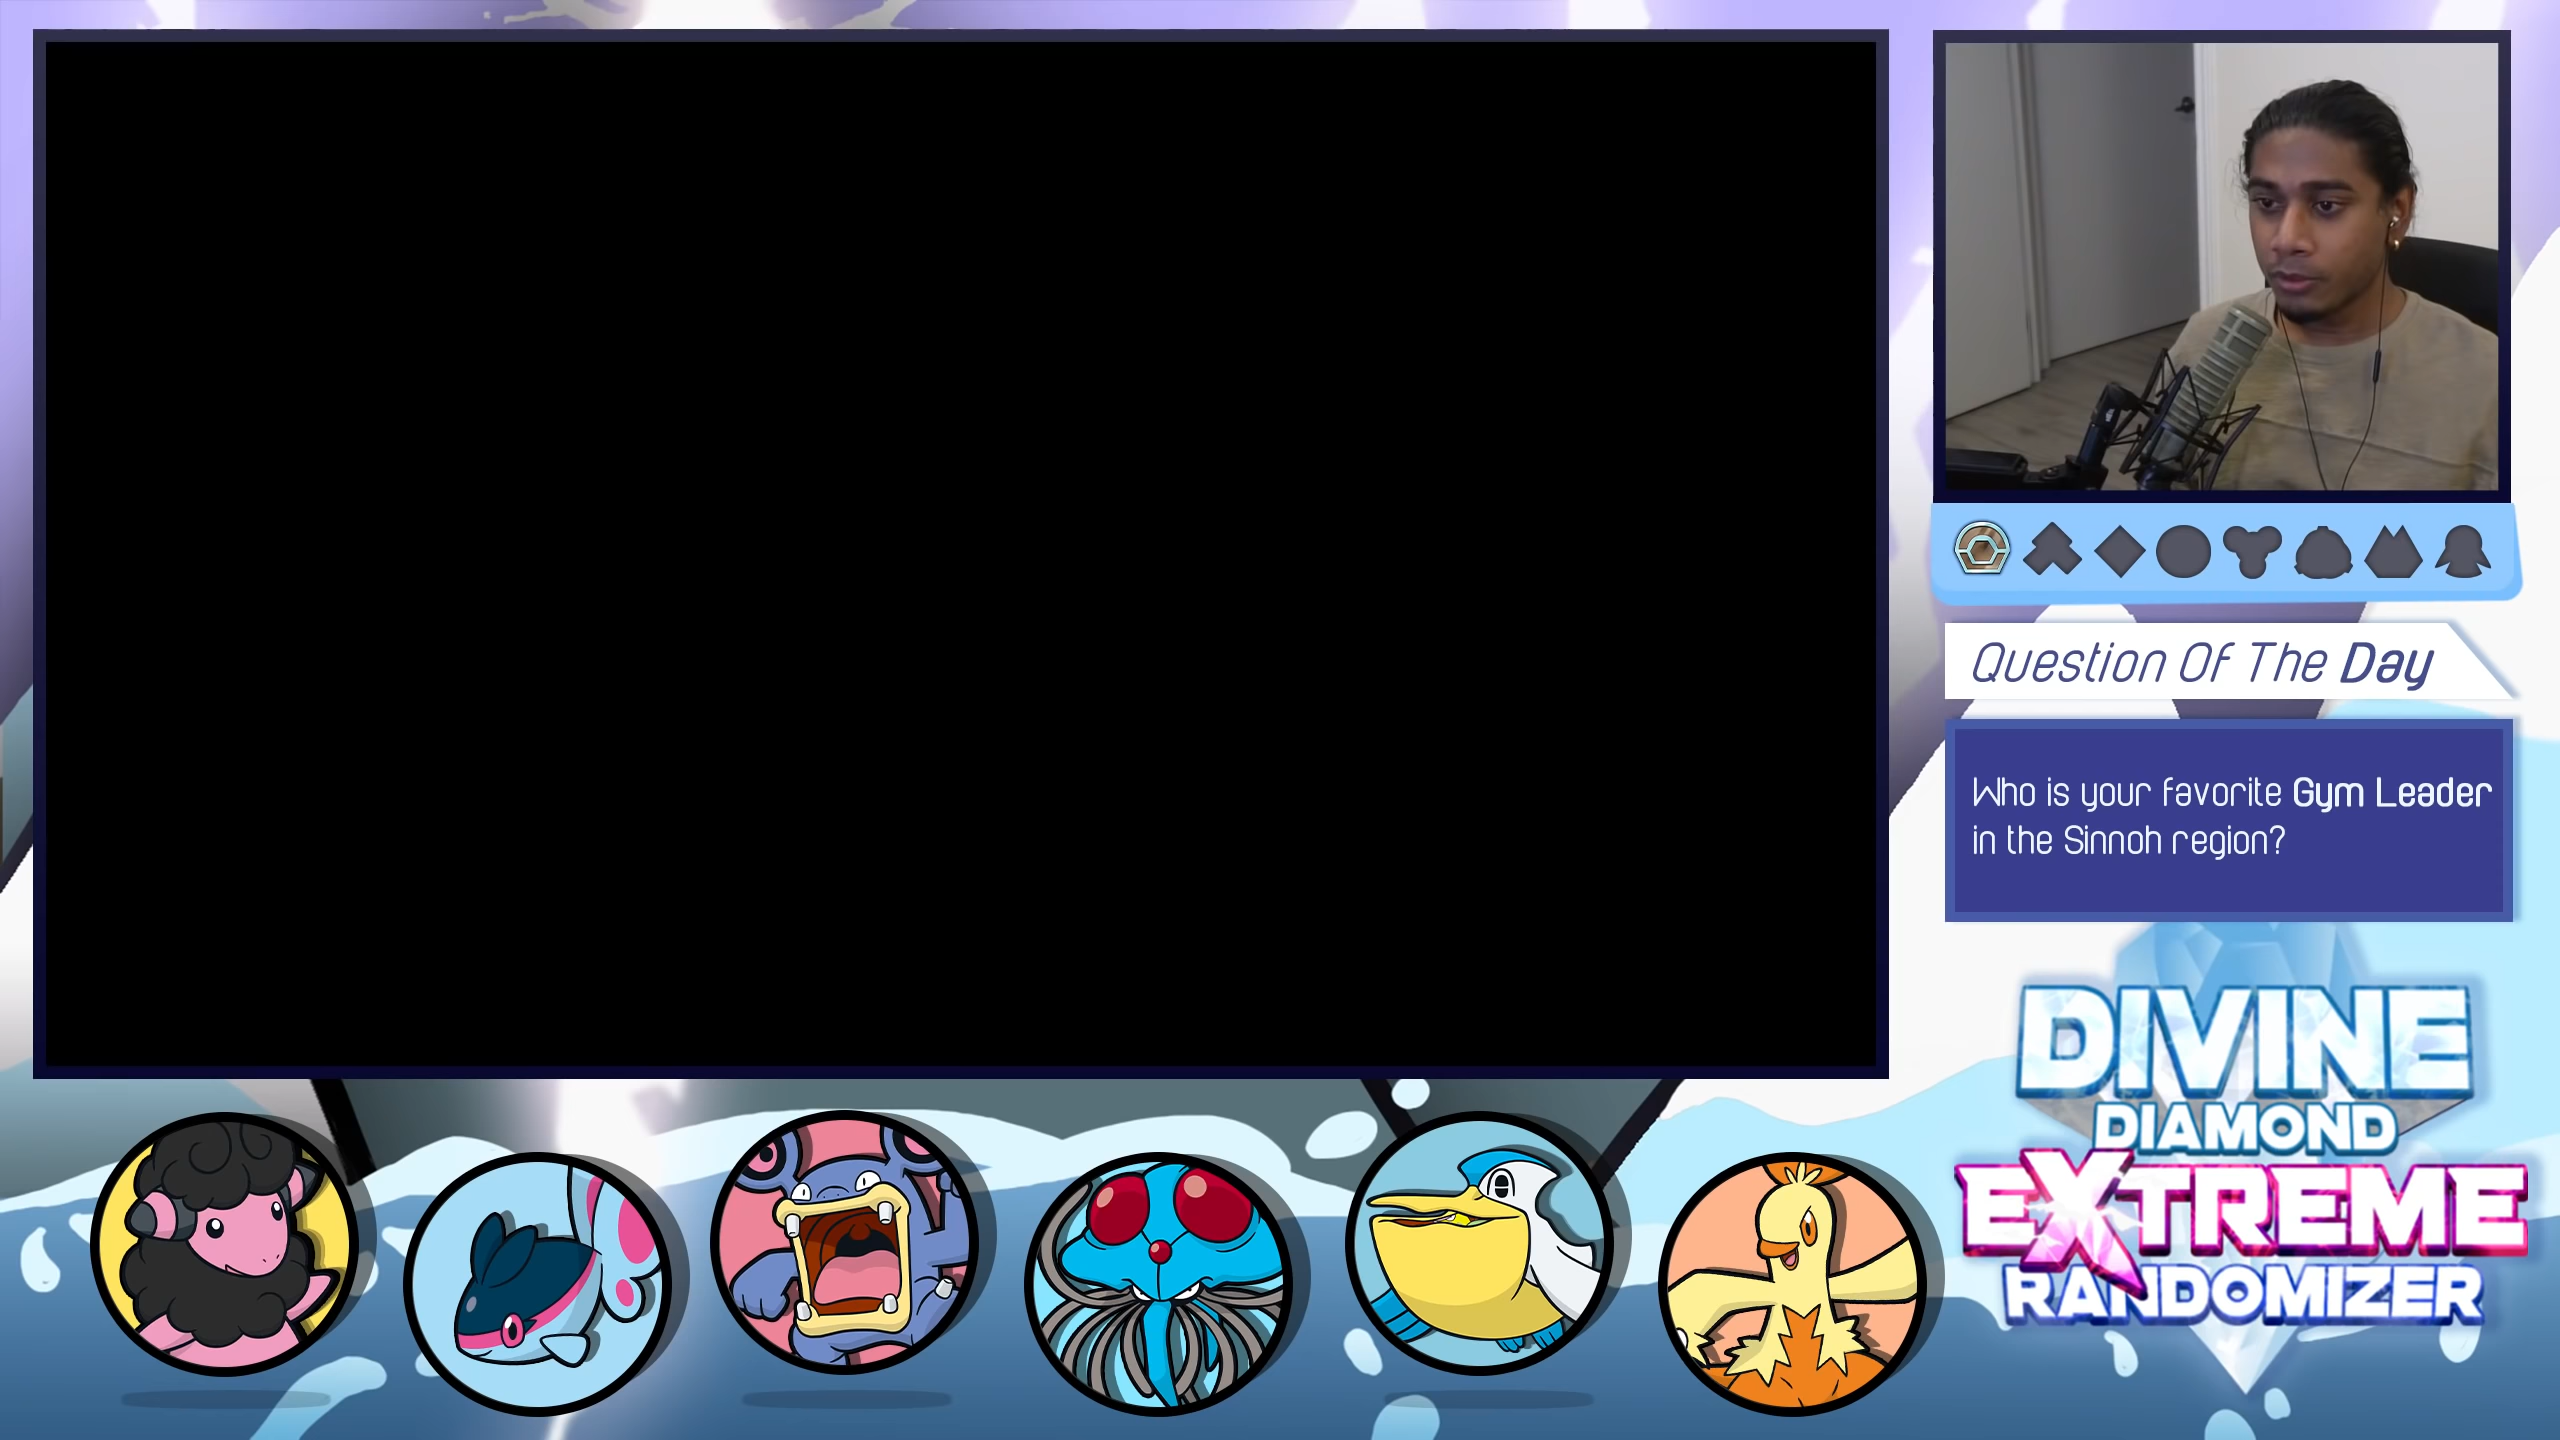 Question Of The Day
Who is your favorite Gym Leader
in the Sinnoh region?
DIVINE
DIAMOND
EXTREME
RANDOMIZER